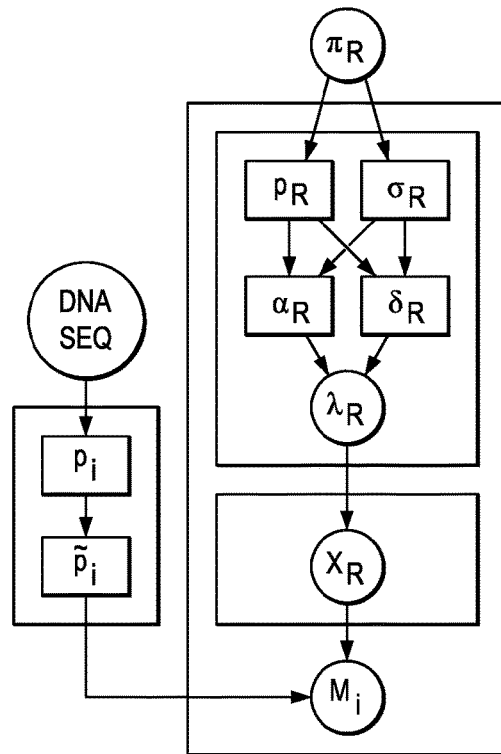 π_R
p_R σ_R
α_R δ_R
DNA
SEQ
λ_R
p_i
p̃_i
X_R
M_i